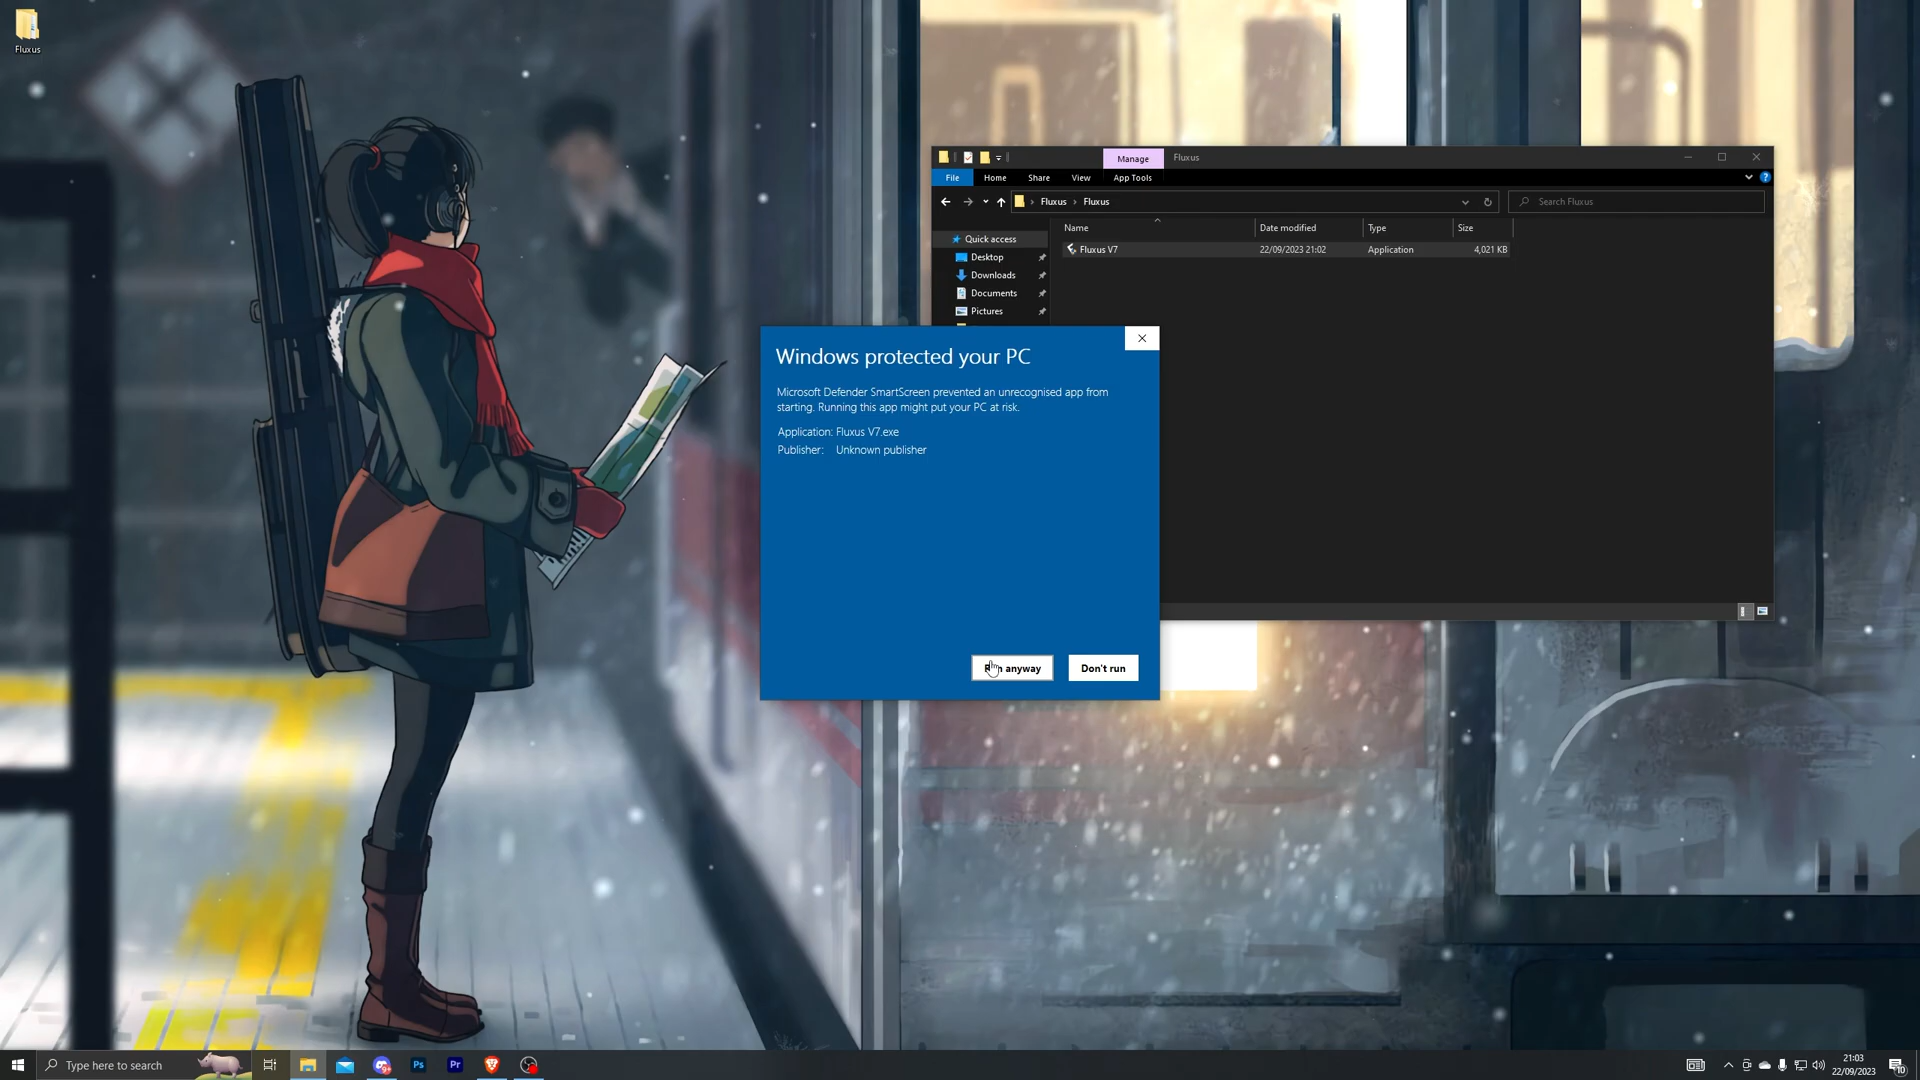 Fluxus
Manage
Fluxus
File
Home
Share
View
App Tools
Fluxus
Fluxus
Search Fluxus
Name
Date modified
Type
Size
Quick access
Fluxus V7
22/09/2023 21:02
Application
4,021 KB
Desktop
Downloads
Documents
Pictures
Windows protected your PC
Microsoft Defender SmartScreen prevented an unrecognised app from
starting. Running this app might put your PC at risk.
Application: Fluxus V7.exe
Publisher: Unknown publisher
Run anyway
Don't run
Type here to search
Ps
Pr
21:03
22/09/2023
10